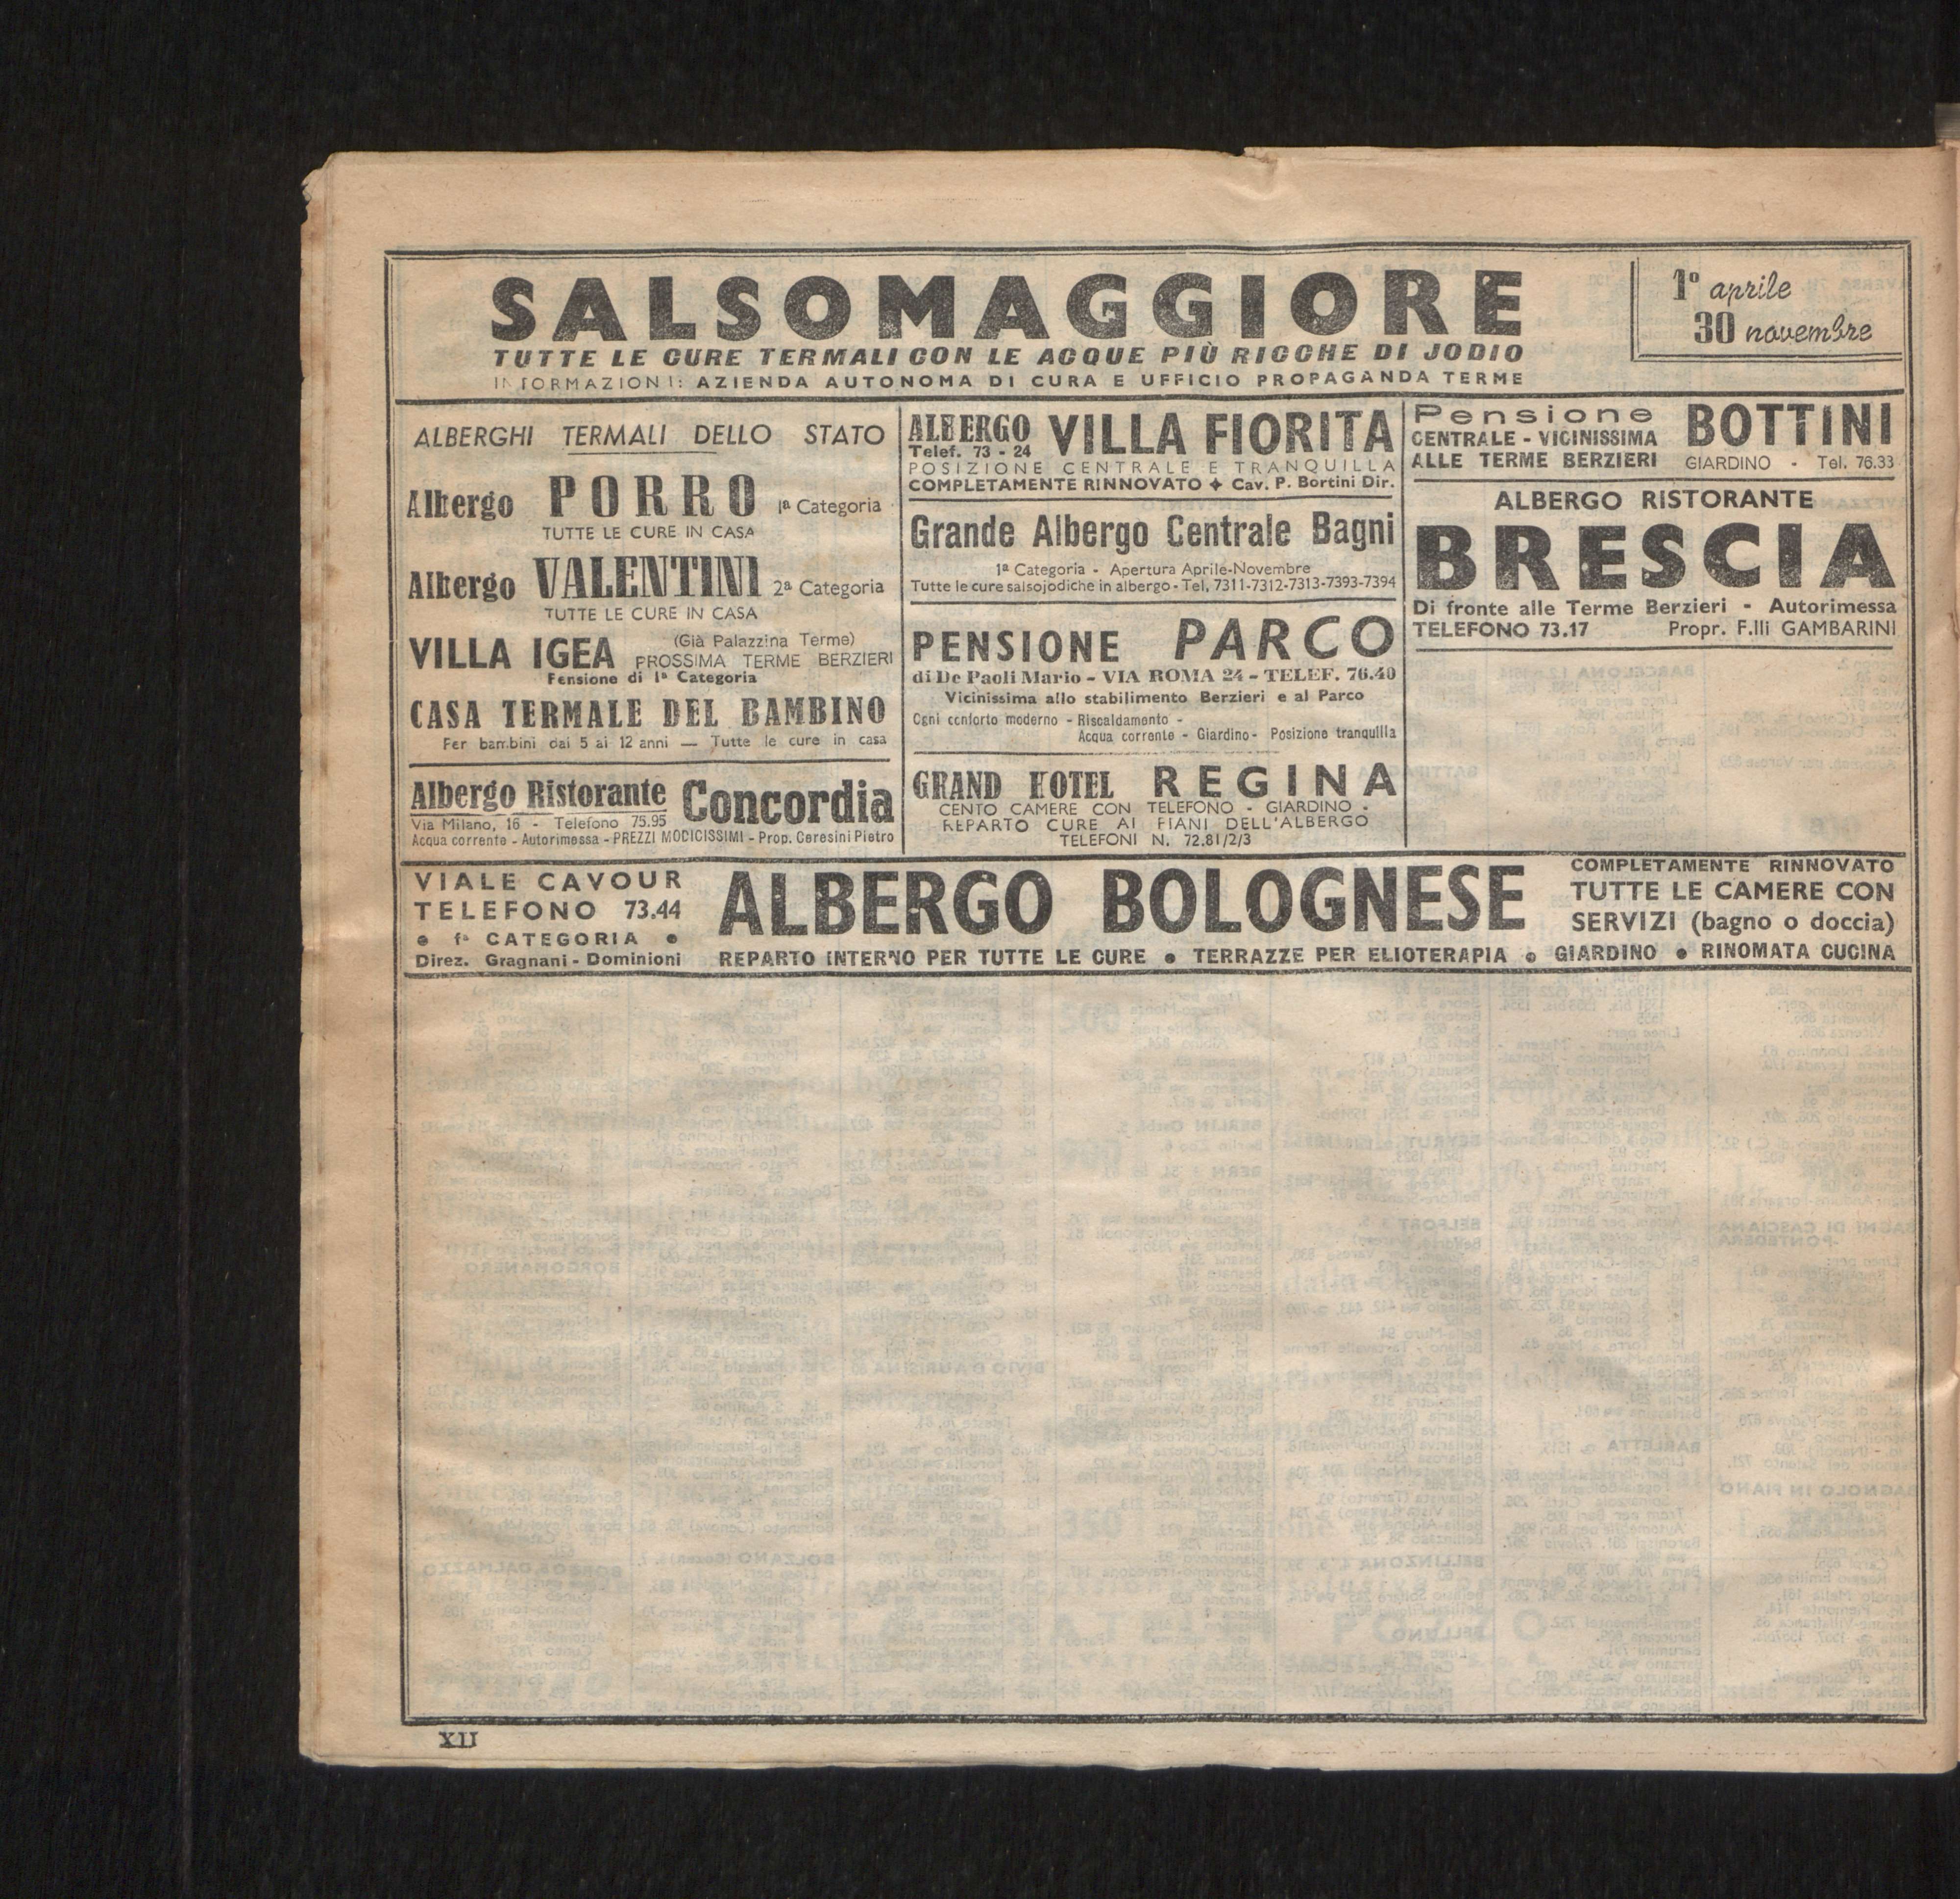 SALSOMAGGIORE
TUTTE LE CURE TERMALI CON LE ACQUE PIÙ RICCHE DI JODIO
INFORMAZIONI: AZIENDA AUTONOMA DI CURA E UFFICIO PROPAGANDA TERME
1º aprile
30 novembre
ALBERGHI TERMALI DELLO STATO
Albergo PORRO 1ª Categoria
TUTTE LE CURE IN CASA
Albergo VALENTINI 2ª Categoria
TUTTE LE CURE IN CASA
VILLA IGEA (Già Palazzina Terme)
PROSSIMA TERME BERZIERI
Pensione di 1ª Categoria
CASA TERMALE DEL BAMBINO
Per bambini dai 5 ai 12 anni — Tutte le cure in casa
Albergo Ristorante Concordia
Via Milano, 16 - Telefono 75.95
Acqua corrente - Autorimessa - PREZZI MODICISSIMI - Prop. Ceresini Pietro
ALBERGO VILLA FIORITA
Telef. 73 - 24
POSIZIONE CENTRALE E TRANQUILLA
COMPLETAMENTE RINNOVATO ✦ Cav. P. Bortini Dir.
Grande Albergo Centrale Bagni
1ª Categoria - Apertura Aprile-Novembre
Tutte le cure salsojodiche in albergo - Tel. 7311-7312-7313-7393-7394
PENSIONE PARCO
di De Paoli Mario - VIA ROMA 24 - TELEF. 76.40
Vicinissima allo stabilimento Berzieri e al Parco
Ogni conforto moderno - Riscaldamento -
Acqua corrente - Giardino - Posizione tranquilla
GRAND HOTEL REGINA
CENTO CAMERE CON TELEFONO - GIARDINO -
REPARTO CURE AI PIANI DELL'ALBERGO
TELEFONI N. 72.81/2/3
Pensione BOTTINI
CENTRALE - VICINISSIMA
ALLE TERME BERZIERI GIARDINO - Tel. 76.33
ALBERGO RISTORANTE
BRESCIA
Di fronte alle Terme Berzieri - Autorimessa
TELEFONO 73.17 Propr. F.lli GAMBARINI
VIALE CAVOUR
TELEFONO 73.44
• 1ª CATEGORIA •
Direz. Gragnani - Dominioni
ALBERGO BOLOGNESE
COMPLETAMENTE RINNOVATO
TUTTE LE CAMERE CON
SERVIZI (bagno o doccia)
REPARTO INTERNO PER TUTTE LE CURE • TERRAZZE PER ELIOTERAPIA • GIARDINO • RINOMATA CUCINA
XII